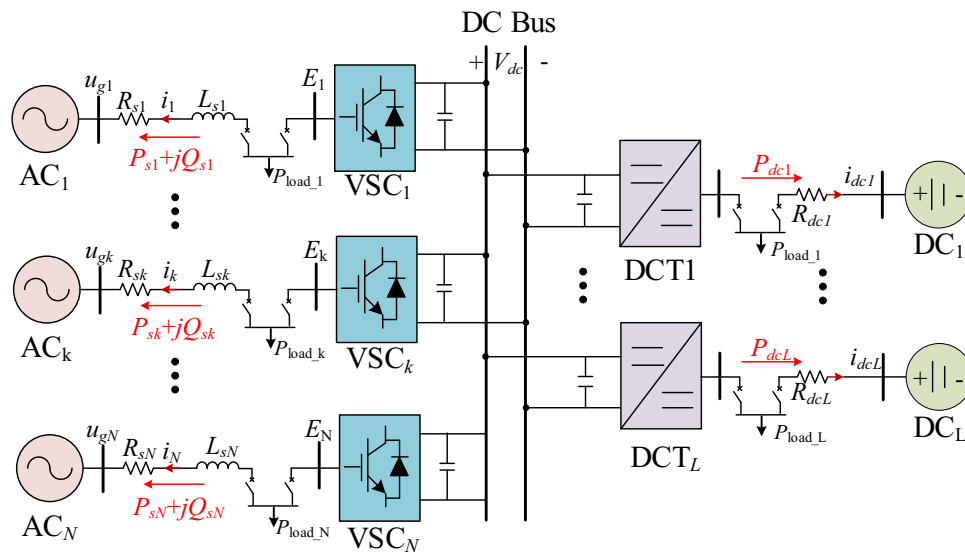 DC Bus
+ V_dc -
u_g1 R_s1 i_1 L_s1 E_1
P_s1+jQ_s1
P_load_1
AC_1
VSC_1
u_gk R_sk i_k L_sk E_k
P_sk+jQ_sk
P_load_k
AC_k
VSC_k
u_gN R_sN i_N L_sN E_N
P_sN+jQ_sN
P_load_N
AC_N
VSC_N
P_dc1 i_dc1
R_dc1
+ -
P_load_1
DCT1
DC_1
P_dcL i_dcL
R_dcL
+ -
P_load_L
DCT_L
DC_L